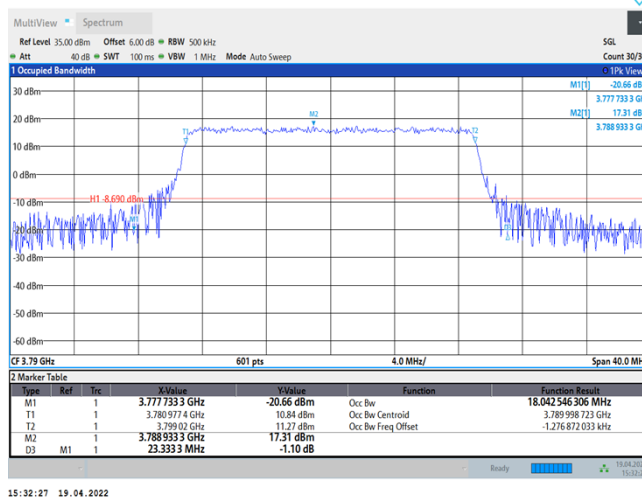 MultiView Spectrum
Ref Level 35.00 dBm Offset 6.00 dB RBW 500 kHz SGL
Att 40 dB SWT 100 ms VBW 1 MHz Mode Auto Sweep Count 30/3
1 Occupied Bandwidth 1Pk View
M1[1] -20.66 dB
30 dBm
3.777 733 3 G
M2[1] 17.31 dB
20 dBm
3.788 933 3 G
M2
T1 T2
10 dBm
0 dBm
-10 dBm
H1 -8.690 dBm
M1
-20 dBm
-30 dBm
-40 dBm
-50 dBm
-60 dBm
CF 3.79 GHz 601 pts 4.0 MHz/ Span 40.0 MH
2 Marker Table
Type Ref Trc X-Value Y-Value Function Function Result
M1 1 3.777 733 3 GHz -20.66 dBm Occ Bw 18.042 546 306 MHz
T1 1 3.780 977 4 GHz 10.84 dBm Occ Bw Centroid 3.789 998 723 GHz
T2 1 3.799 02 GHz 11.27 dBm Occ Bw Freq Offset -1.276 872 033 kHz
M2 1 3.788 933 3 GHz 17.31 dBm
D3 M1 1 23.333 3 MHz -1.10 dB
Ready 19.04.202
15:32:2
15:32:27 19.04.2022